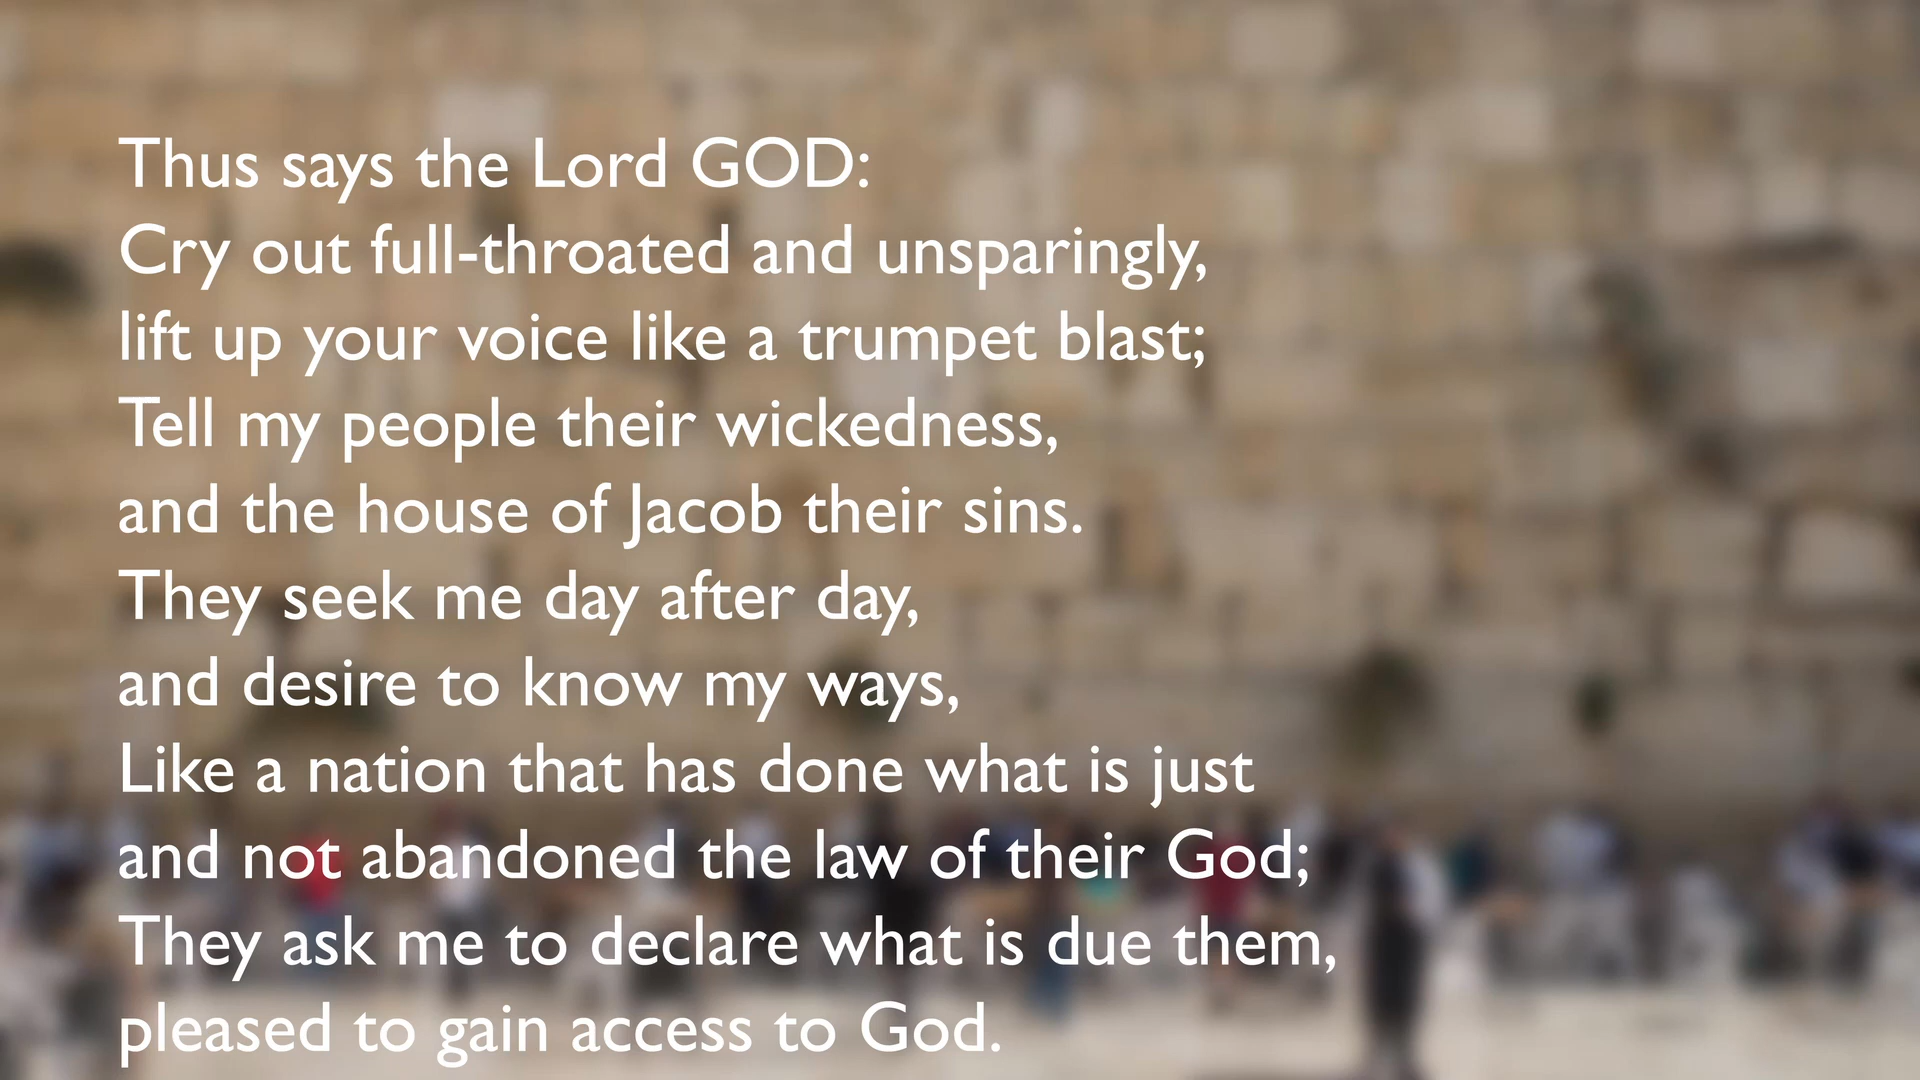 Thus says the Lord GOD:
Cry out full-throated and unsparingly,
lift up your voice like a trumpet blast;
Tell my people their wickedness,
and the house of Jacob their sins.
They seek me day after day,
and desire to know my ways,
Like a nation that has done what is just
and not abandoned the law of their God;
They ask me to declare what is due them,
pleased to gain access to God.